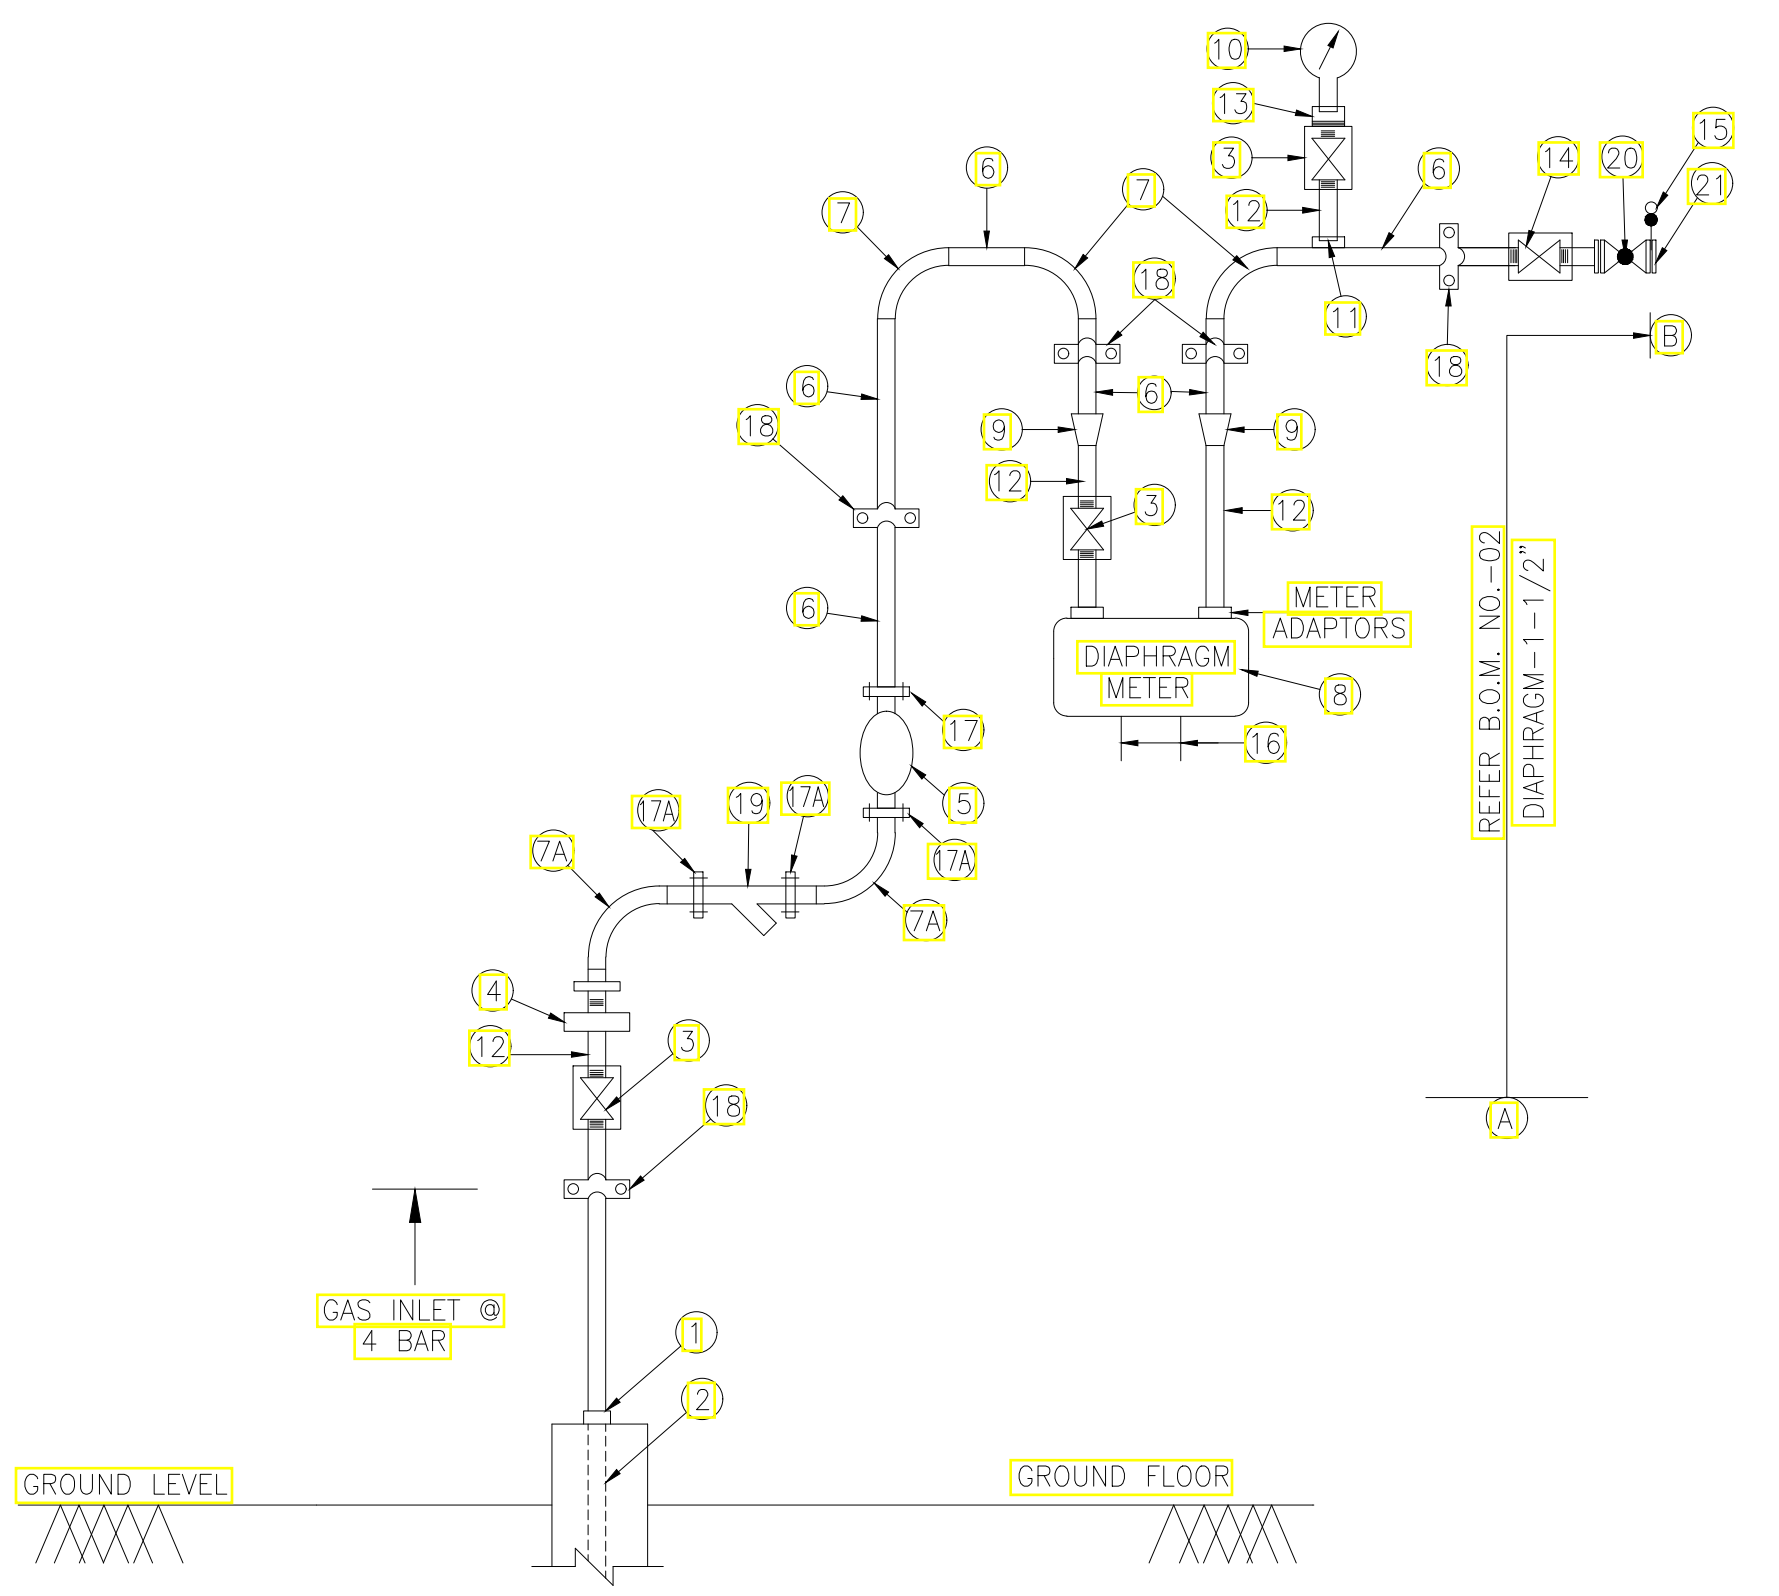 10
13
15
3
14
20
6
6
21
7
7
12
18
11
B
18
6
6
18
9
9
12
3
12
REFER B.O.M. NO.-02
DIAPHRAGM-1-1/2"
6
METER
ADAPTORS
DIAPHRAGM
METER
8
17
16
17A
19
17A
5
7A
17A
7A
4
12
3
18
A
GAS INLET @
4 BAR
1
2
GROUND LEVEL
GROUND FLOOR